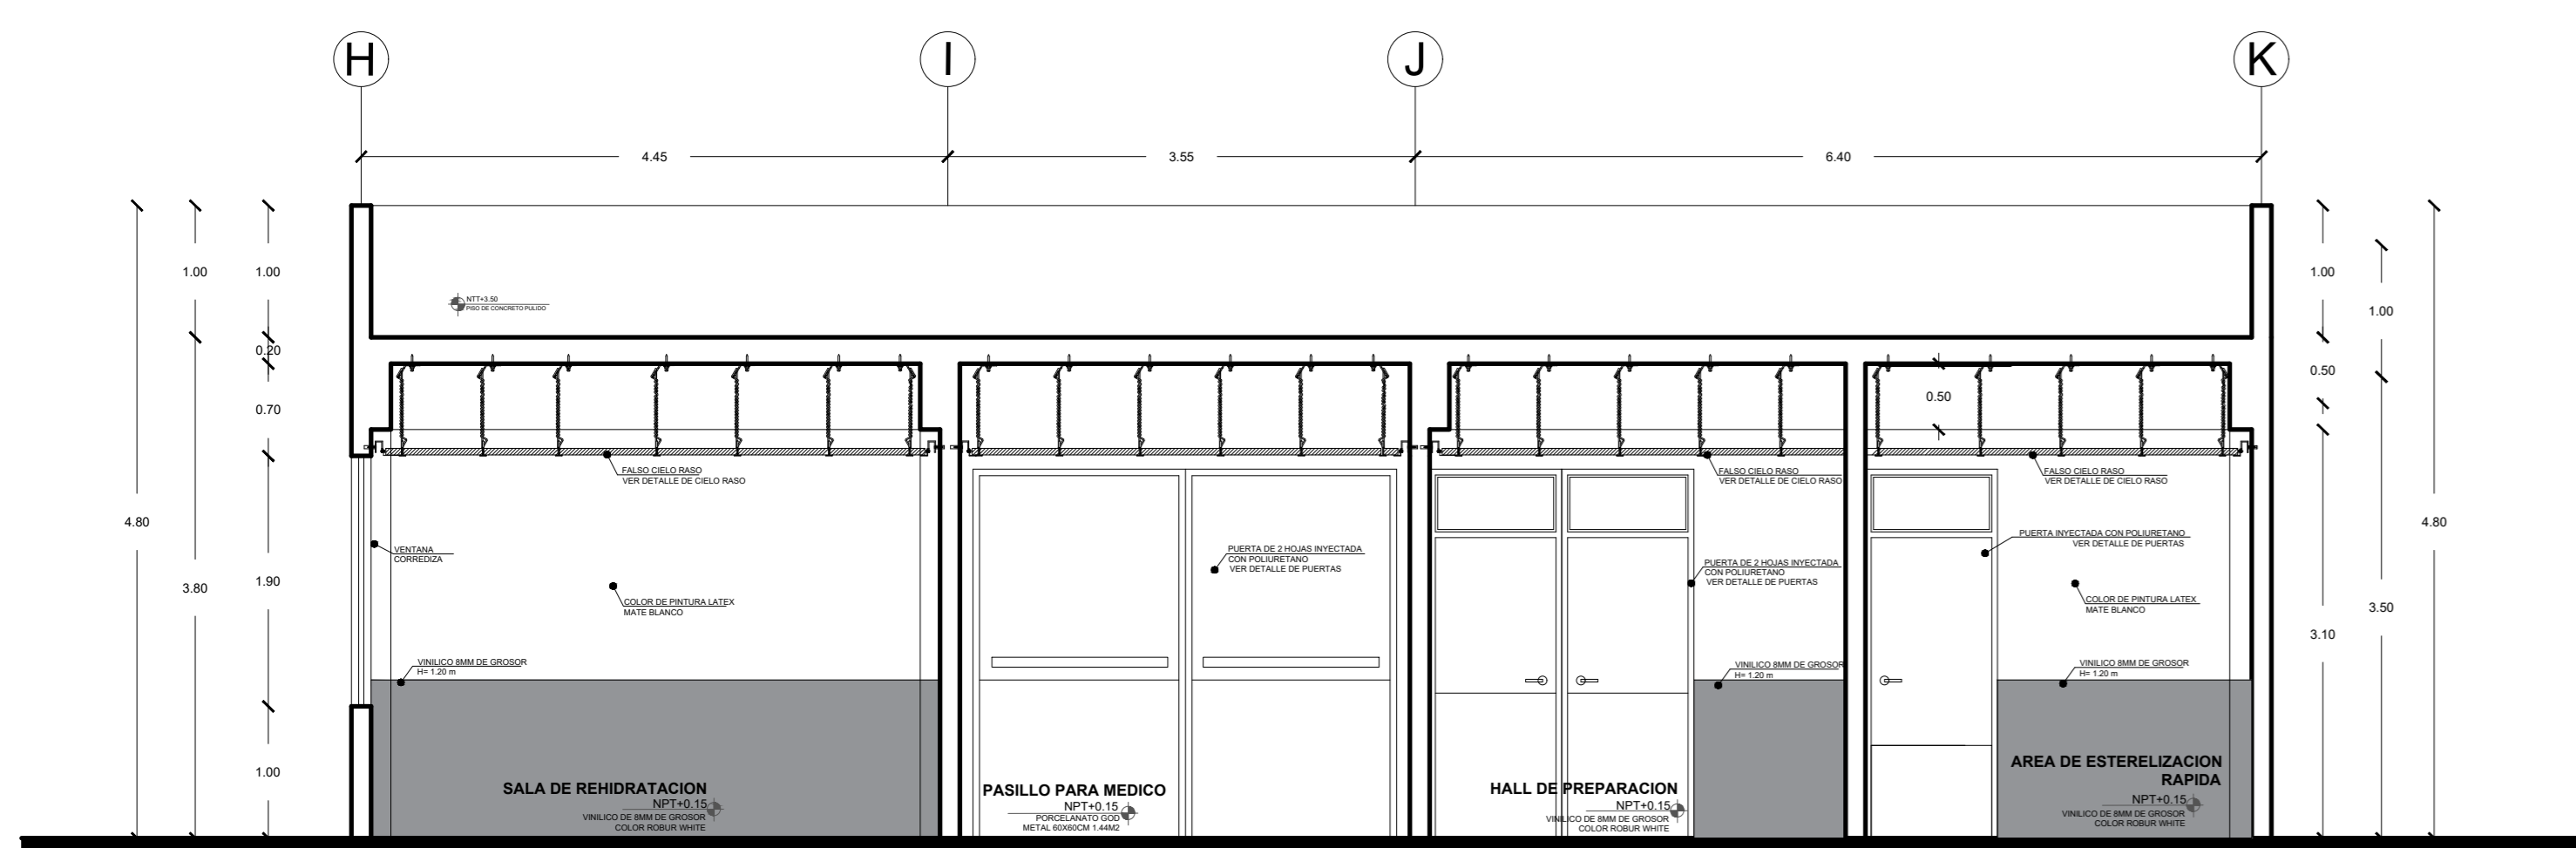 H
I
J
K
4.45
3.55
6.40
1.00
1.00
1.00
1.00
NTT+3.50
PISO DE CONCRETO PULIDO
0.20
0.50
0.70
0.50
FALSO CIELO RASO
VER DETALLE DE CIELO RASO
FALSO CIELO RASO
VER DETALLE DE CIELO RASO
FALSO CIELO RASO
VER DETALLE DE CIELO RASO
4.80
4.80
VENTANA
CORREDIZA
PUERTA DE 2 HOJAS INYECTADA
CON POLIURETANO
VER DETALLE DE PUERTAS
PUERTA DE 2 HOJAS INYECTADA
CON POLIURETANO
VER DETALLE DE PUERTAS
PUERTA INYECTADA CON POLIURETANO
VER DETALLE DE PUERTAS
3.80
1.90
COLOR DE PINTURA LATEX
MATE BLANCO
COLOR DE PINTURA LATEX
MATE BLANCO
3.50
3.10
VINILICO 8MM DE GROSOR
H= 1.20 m
VINILICO 8MM DE GROSOR
H= 1.20 m
VINILICO 8MM DE GROSOR
H= 1.20 m
1.00
SALA DE REHIDRATACION
NPT+0.15
VINILICO DE 8MM DE GROSOR
COLOR ROBUR WHITE
PASILLO PARA MEDICO
NPT+0.15
PORCELANATO GOD
METAL 60X60CM 1.44M2
HALL DE PREPARACION
NPT+0.15
VINILICO DE 8MM DE GROSOR
COLOR ROBUR WHITE
AREA DE ESTERELIZACION
RAPIDA
NPT+0.15
VINILICO DE 8MM DE GROSOR
COLOR ROBUR WHITE